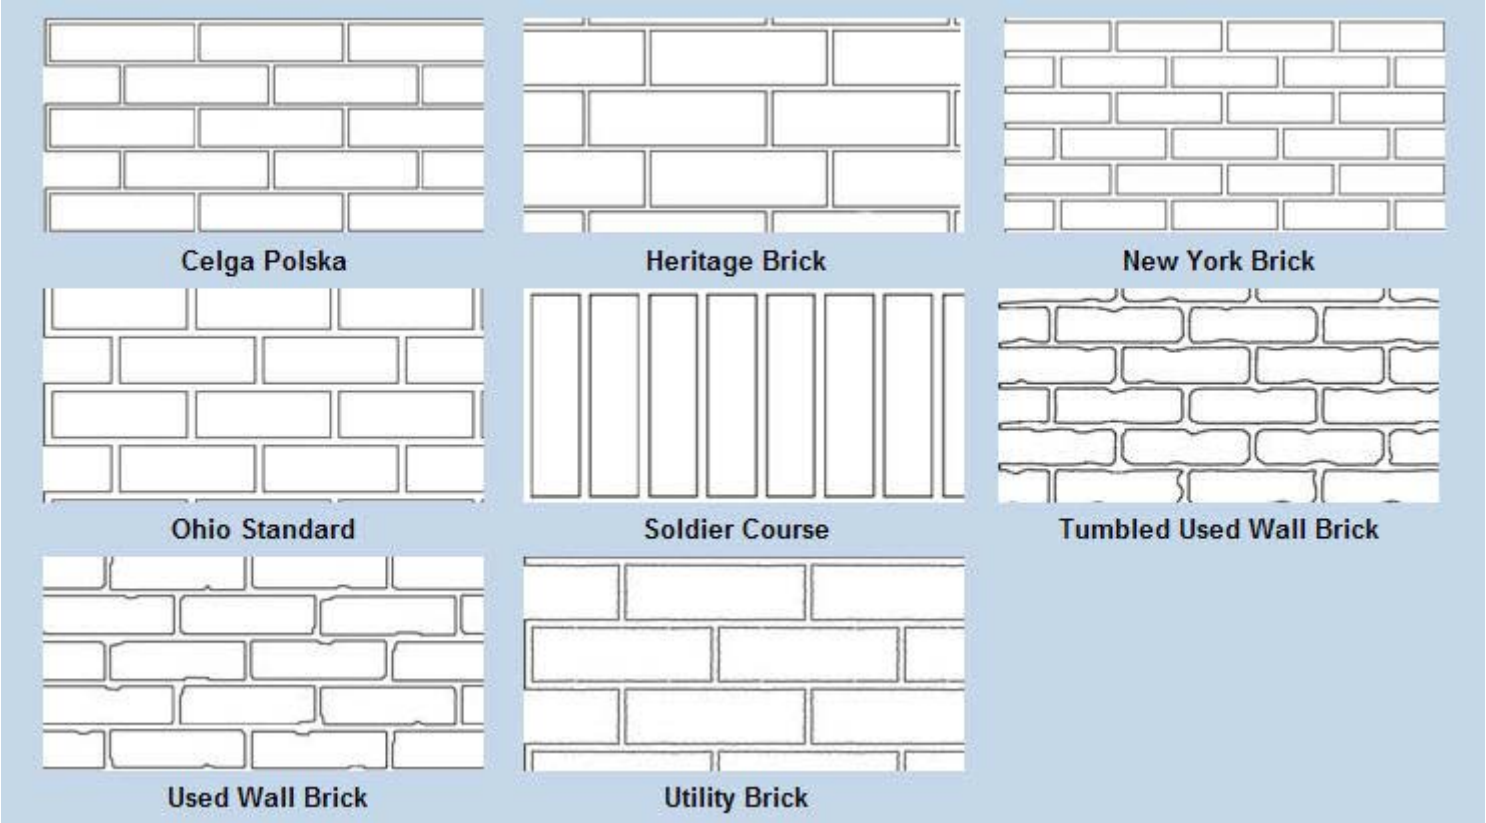 Celga Polska
Heritage Brick
New York Brick
Ohio Standard
Soldier Course
Tumbled Used Wall Brick
Used Wall Brick
Utility Brick